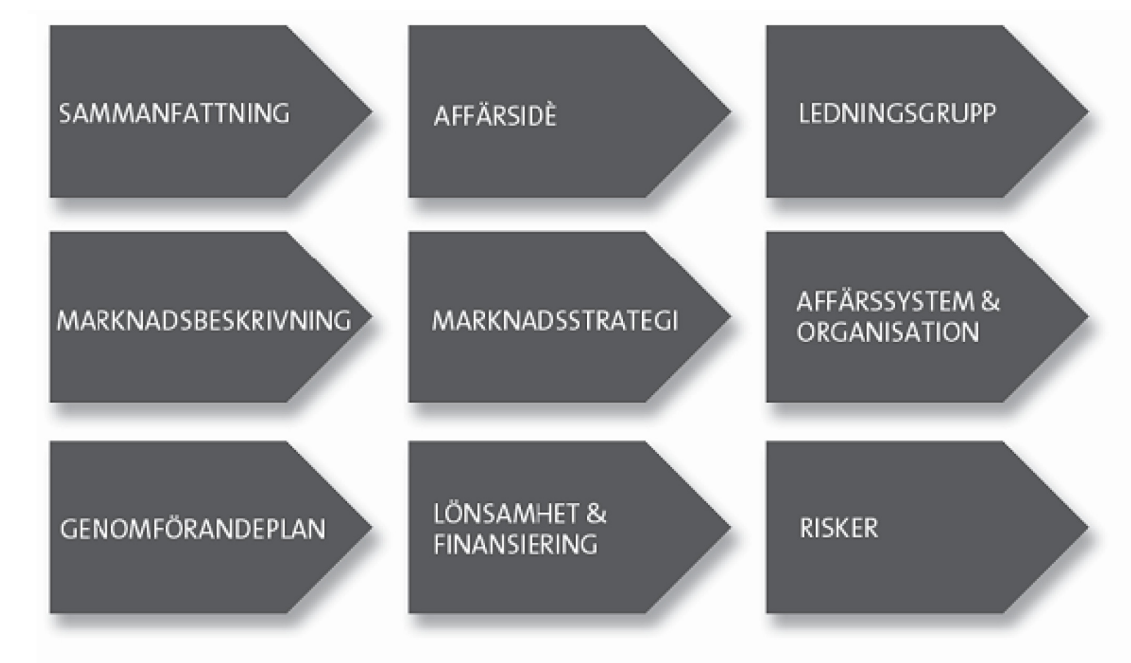 SAMMANFATTNING
AFFÄRSIDÈ
LEDNINGSGRUPP
MARKNADSBESKRIVNING
MARKNADSSTRATEGI
AFFÄRSSYSTEM &
ORGANISATION
GENOMFÖRANDEPLAN
LÖNSAMHET &
FINANSIERING
RISKER